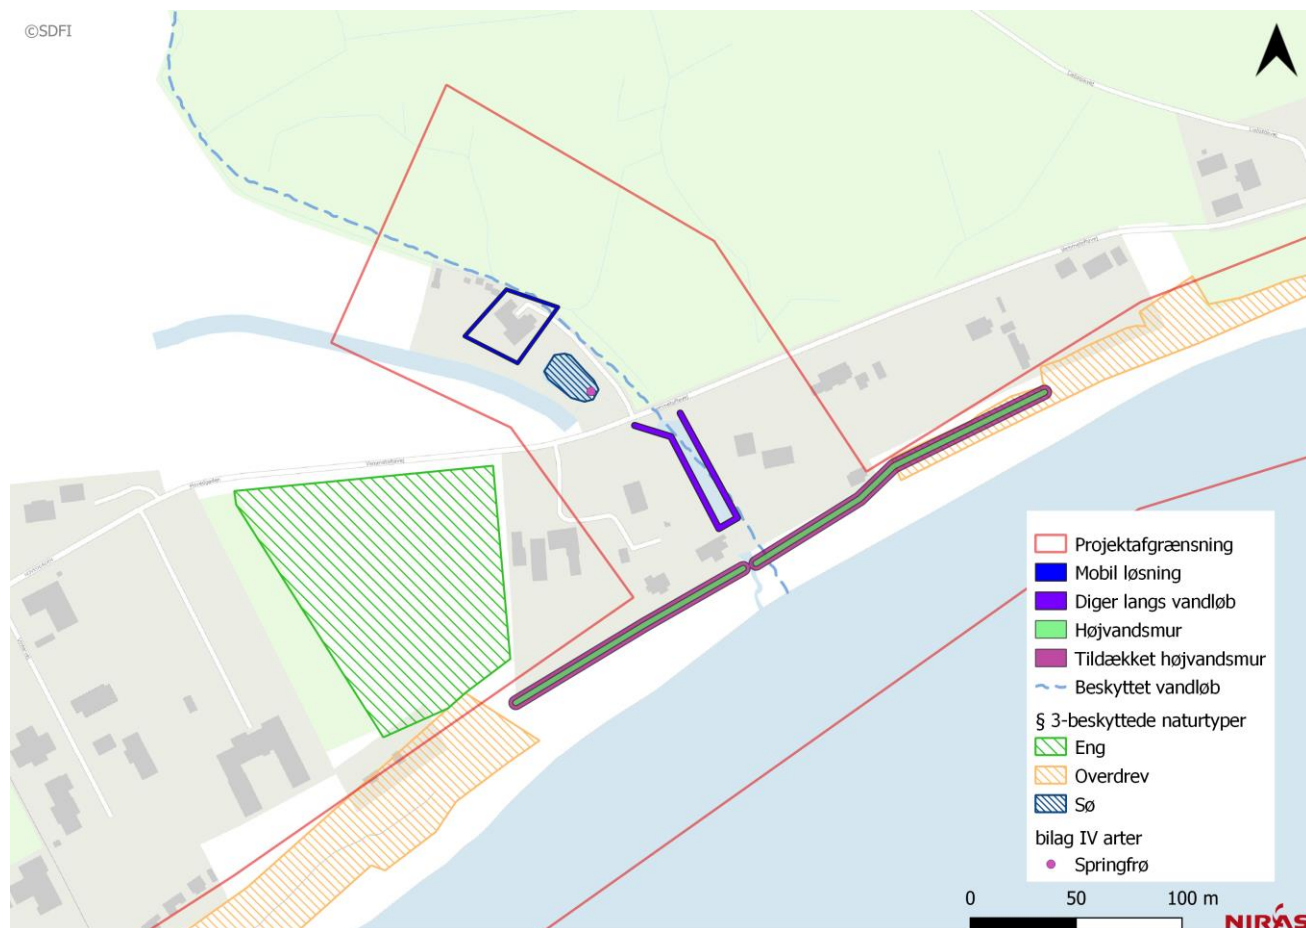 ©SDFI
Projektafgrænsning
Mobil løsning
Diger langs vandløb
Højvandsmur
Tildækket højvandsmur
Beskyttet vandløb
§ 3-beskyttede naturtyper
Eng
Overdrev
Sø
bilag IV arter
Springfrø
0 50 100 m
NIRAS